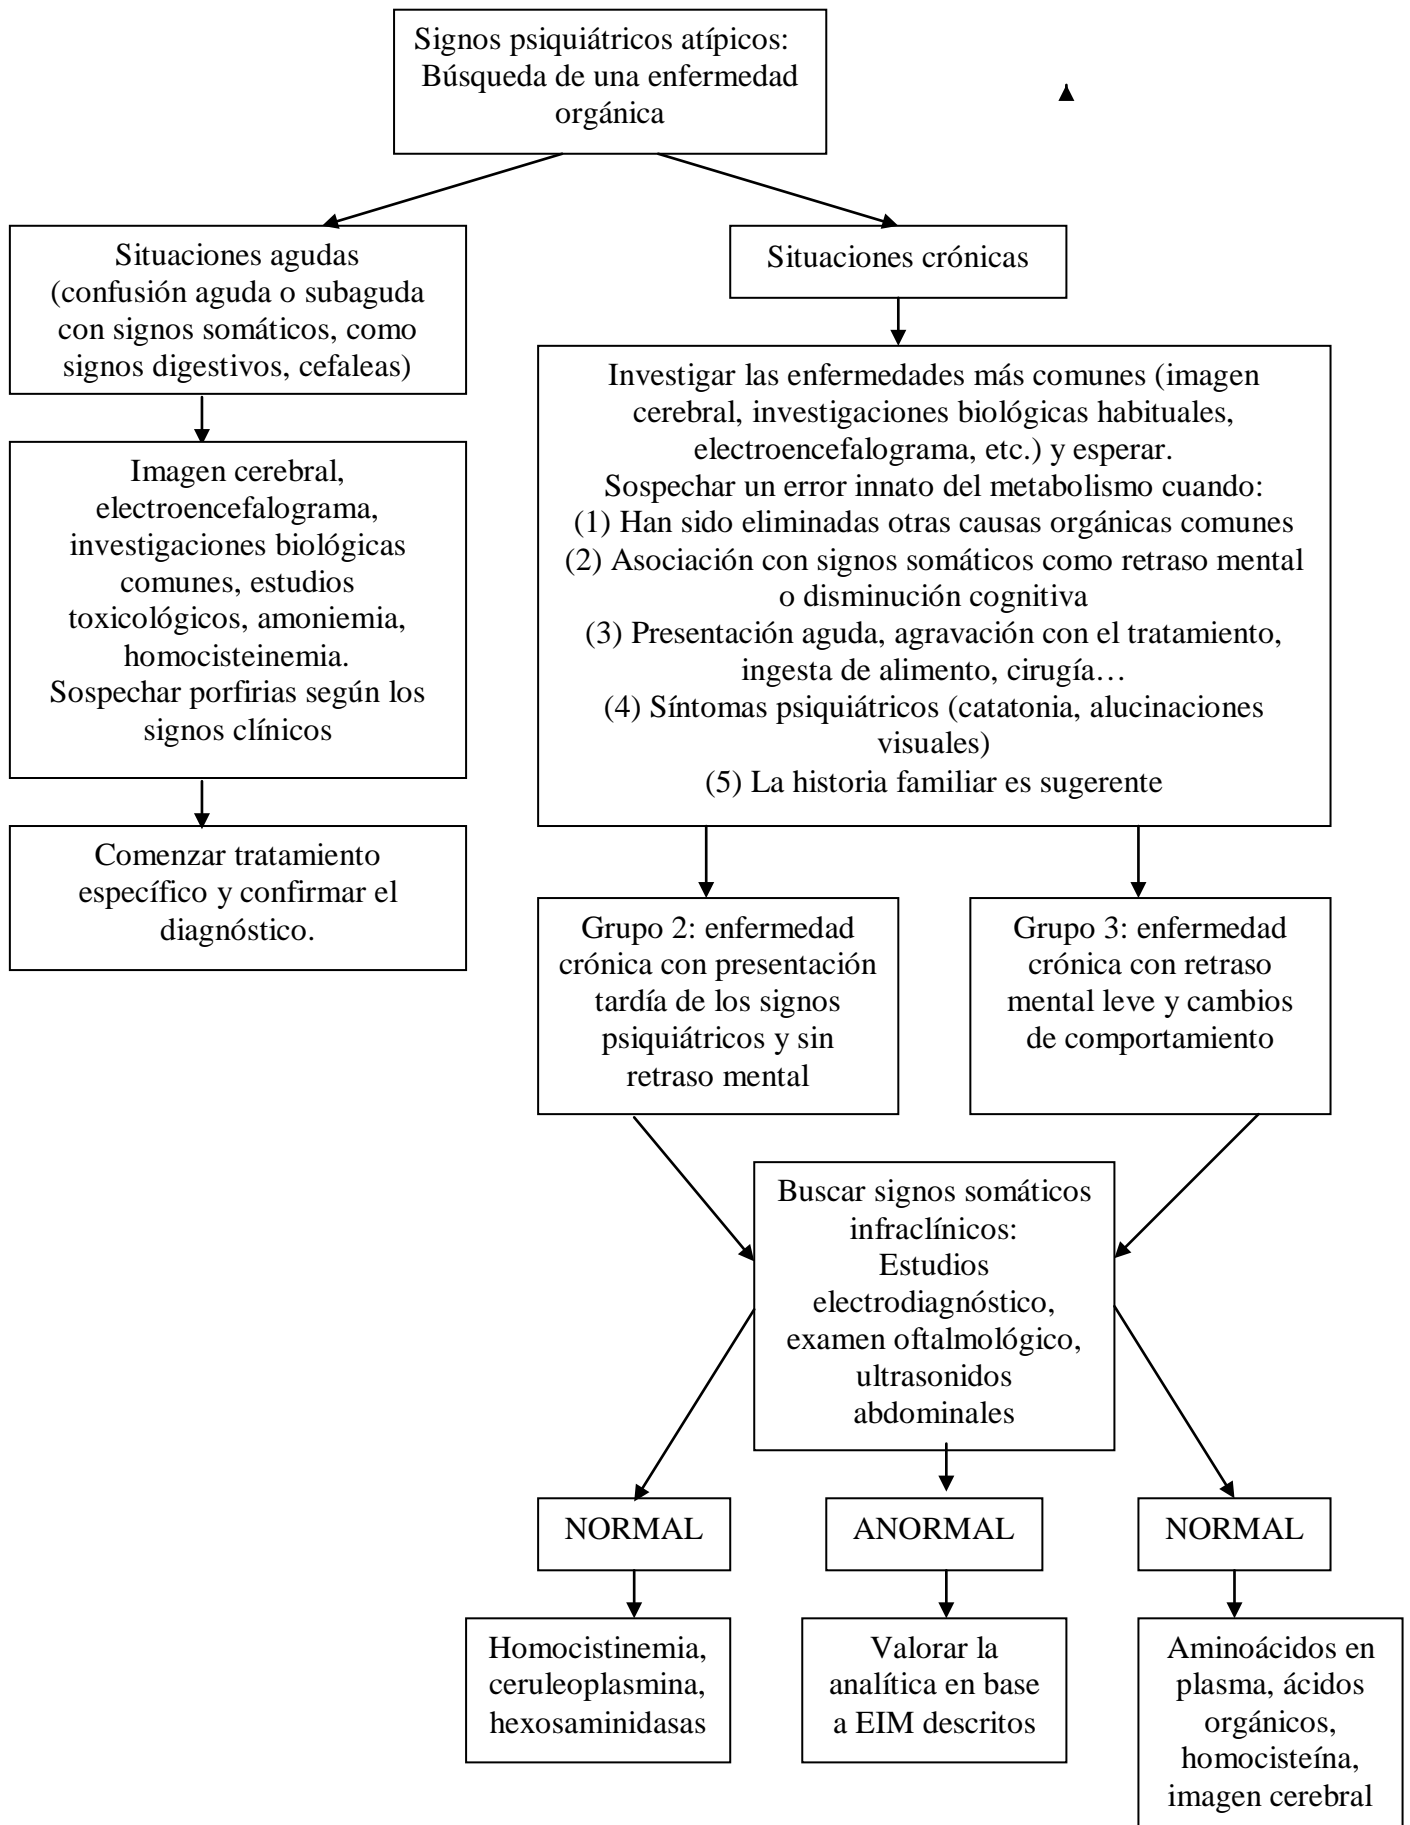 Signos psiquiátricos atípicos:
Búsqueda de una enfermedad
orgánica
Situaciones agudas
(confusión aguda o subaguda
con signos somáticos, como
signos digestivos, cefaleas)
Situaciones crónicas
Imagen cerebral,
electroencefalograma,
investigaciones biológicas
comunes, estudios
toxicológicos, amoniemia,
homocisteinemia.
Sospechar porfirias según los
signos clínicos
Investigar las enfermedades más comunes (imagen
cerebral, investigaciones biológicas habituales,
electroencefalograma, etc.) y esperar.
Sospechar un error innato del metabolismo cuando:
(1) Han sido eliminadas otras causas orgánicas comunes
(2) Asociación con signos somáticos como retraso mental
o disminución cognitiva
(3) Presentación aguda, agravación con el tratamiento,
ingesta de alimento, cirugía…
(4) Síntomas psiquiátricos (catatonia, alucinaciones
visuales)
(5) La historia familiar es sugerente
Comenzar tratamiento
específico y confirmar el
diagnóstico.
Grupo 2: enfermedad
crónica con presentación
tardía de los signos
psiquiátricos y sin
retraso mental
Grupo 3: enfermedad
crónica con retraso
mental leve y cambios
de comportamiento
Buscar signos somáticos
infraclínicos:
Estudios
electrodiagnóstico,
examen oftalmológico,
ultrasonidos
abdominales
NORMAL
ANORMAL
NORMAL
Homocistinemia,
ceruleoplasmina,
hexosaminidasas
Valorar la
analítica en base
a EIM descritos
Aminoácidos en
plasma, ácidos
orgánicos,
homocisteína,
imagen cerebral